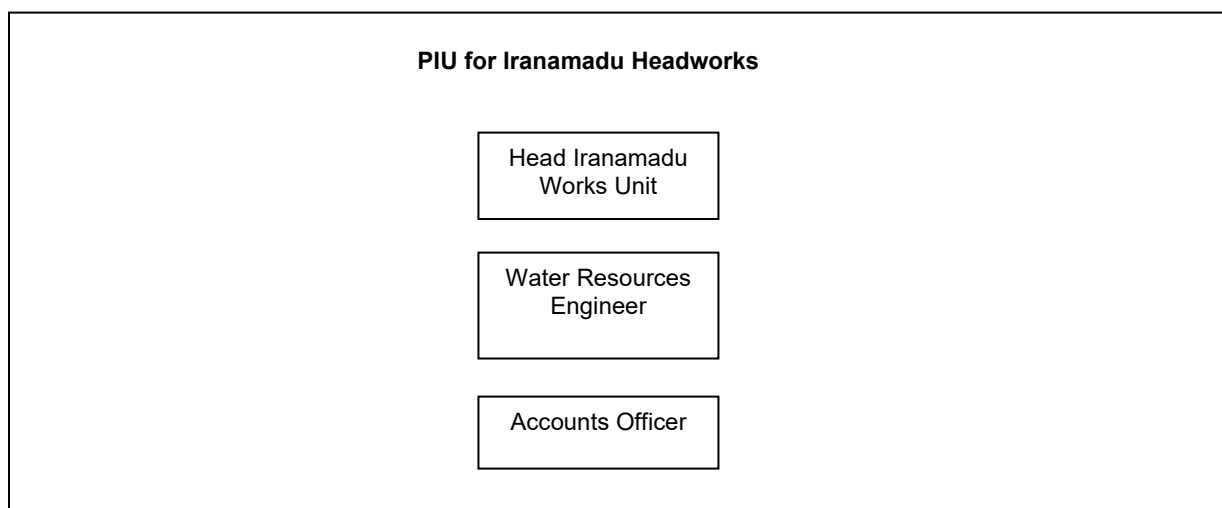 PIU for Iranamadu Headworks
Head Iranamadu
Works Unit
Water Resources
Engineer
Accounts Officer